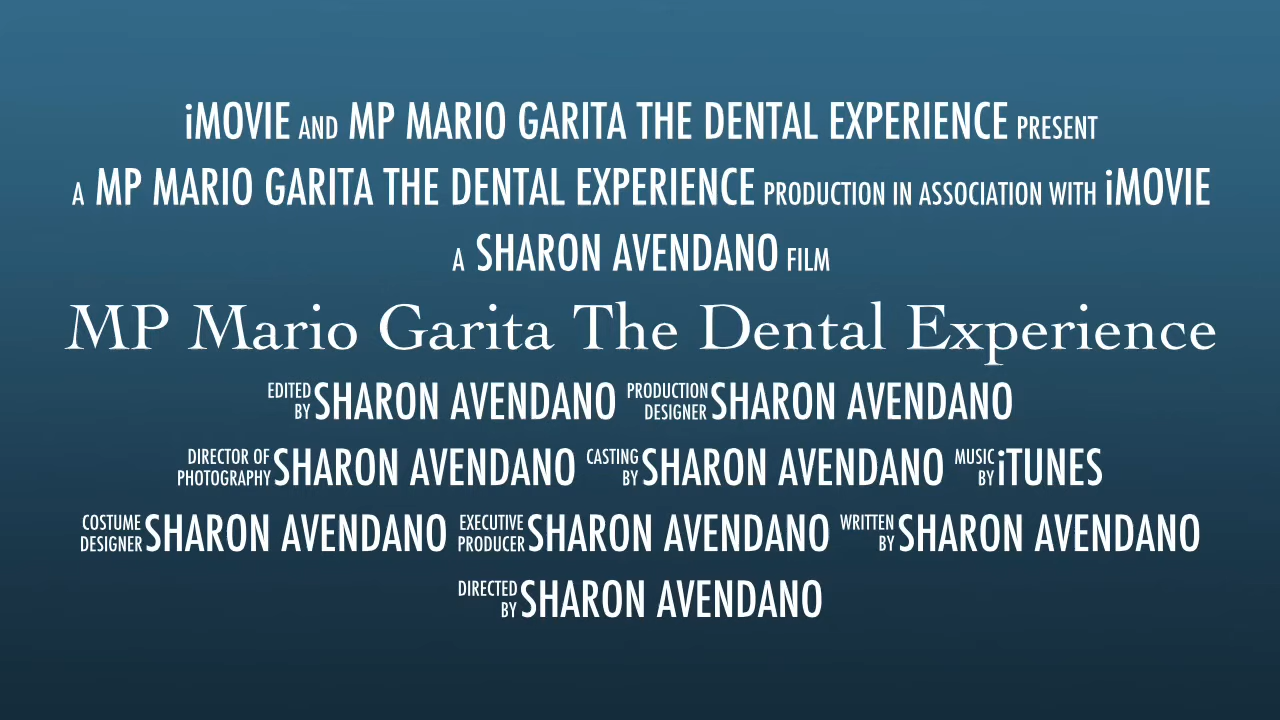 iMOVIE AND MP MARIO GARITA THE DENTAL EXPERIENCE PRESENT
A MP MARIO GARITA THE DENTAL EXPERIENCE PRODUCTION IN ASSOCIATION WITH iMOVIE
A SHARON AVENDANO FILM
MP Mario Garita The Dental Experience
EDITED BY SHARON AVENDANO PRODUCTION DESIGNER SHARON AVENDANO
DIRECTOR OF PHOTOGRAPHY SHARON AVENDANO CASTING BY SHARON AVENDANO MUSIC BY iTUNES
COSTUME DESIGNER SHARON AVENDANO EXECUTIVE PRODUCER SHARON AVENDANO WRITTEN BY SHARON AVENDANO
DIRECTED BY SHARON AVENDANO